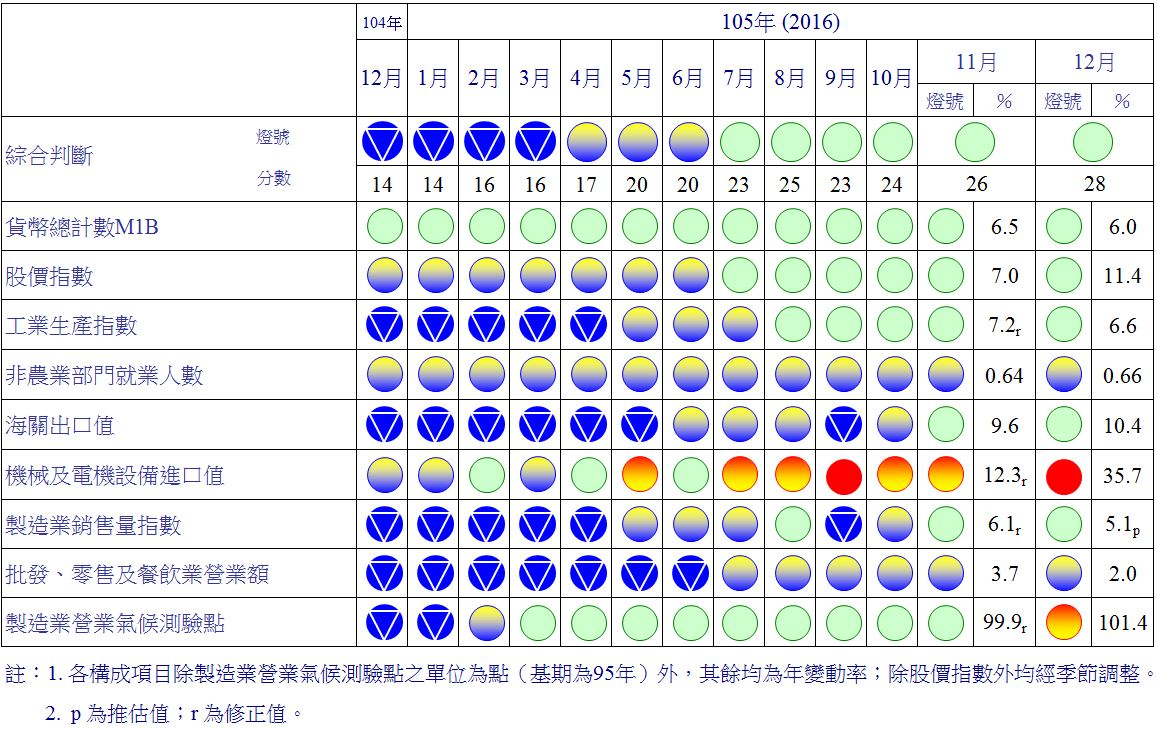 104年 105年 (2016)
12月 1月 2月 3月 4月 5月 6月 7月 8月 9月 10月 11月 12月
燈號 % 燈號 %
綜合判斷 燈號
分數 14 14 16 16 17 20 20 23 25 23 24 26 28
貨幣總計數M1B 6.5 6.0
股價指數 7.0 11.4
工業生產指數 7.2r 6.6
非農業部門就業人數 0.64 0.66
海關出口值 9.6 10.4
機械及電機設備進口值 12.3r 35.7
製造業銷售量指數 6.1r 5.1p
批發、零售及餐飲業營業額 3.7 2.0
製造業營業氣候測驗點 99.9r 101.4
註：1. 各構成項目除製造業營業氣候測驗點之單位為點（基期為95年）外，其餘均為年變動率；除股價指數外均經季節調整。
2. p 為推估值；r 為修正值。